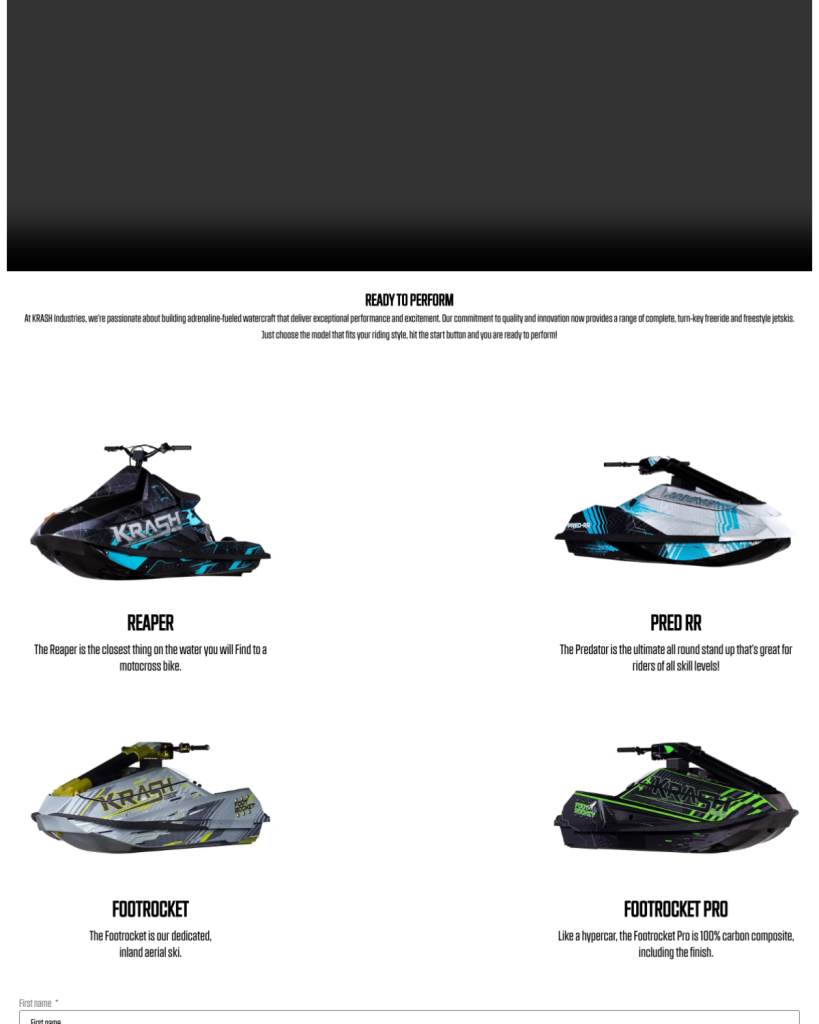 READY TO PERFORM
At KRASH Industries, we're passionate about building adrenaline-fueled watercraft that deliver exceptional performance and excitement. Our commitment to quality and innovation now provides a range of complete, turn-key freeride and freestyle jetskis.
Just choose the model that fits your riding style, hit the start button and you are ready to perform!
KRASH
PRED-RR
REAPER
PRED RR
The Reaper is the closest thing on the water you will Find to a
motocross bike.
The Predator is the ultimate all round stand up that's great for
riders of all skill levels!
KRASH
FOOT
ROCKET
KRASH
FOOT
ROCKET
FOOTROCKET
FOOTROCKET PRO
The Footrocket is our dedicated,
inland aerial ski.
Like a hypercar, the Footrocket Pro is 100% carbon composite,
including the finish.
First name *
First name